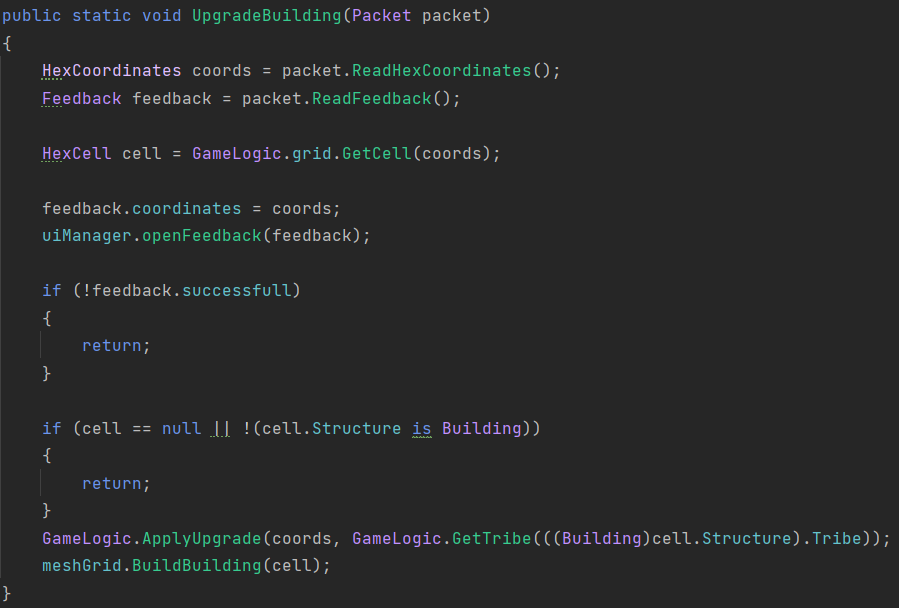 public static void UpgradeBuilding(Packet packet)
{
HexCoordinates coords = packet.ReadHexCoordinates();
Feedback feedback = packet.ReadFeedback();
HexCell cell = GameLogic.grid.GetCell(coords);
feedback.coordinates = coords;
uiManager.openFeedback(feedback);
if (!feedback.successfull)
{
return;
}
if (cell == null || !(cell.Structure is Building))
{
return;
}
GameLogic.ApplyUpgrade(coords, GameLogic.GetTribe(((Building)cell.Structure).Tribe));
meshGrid.BuildBuilding(cell);
}